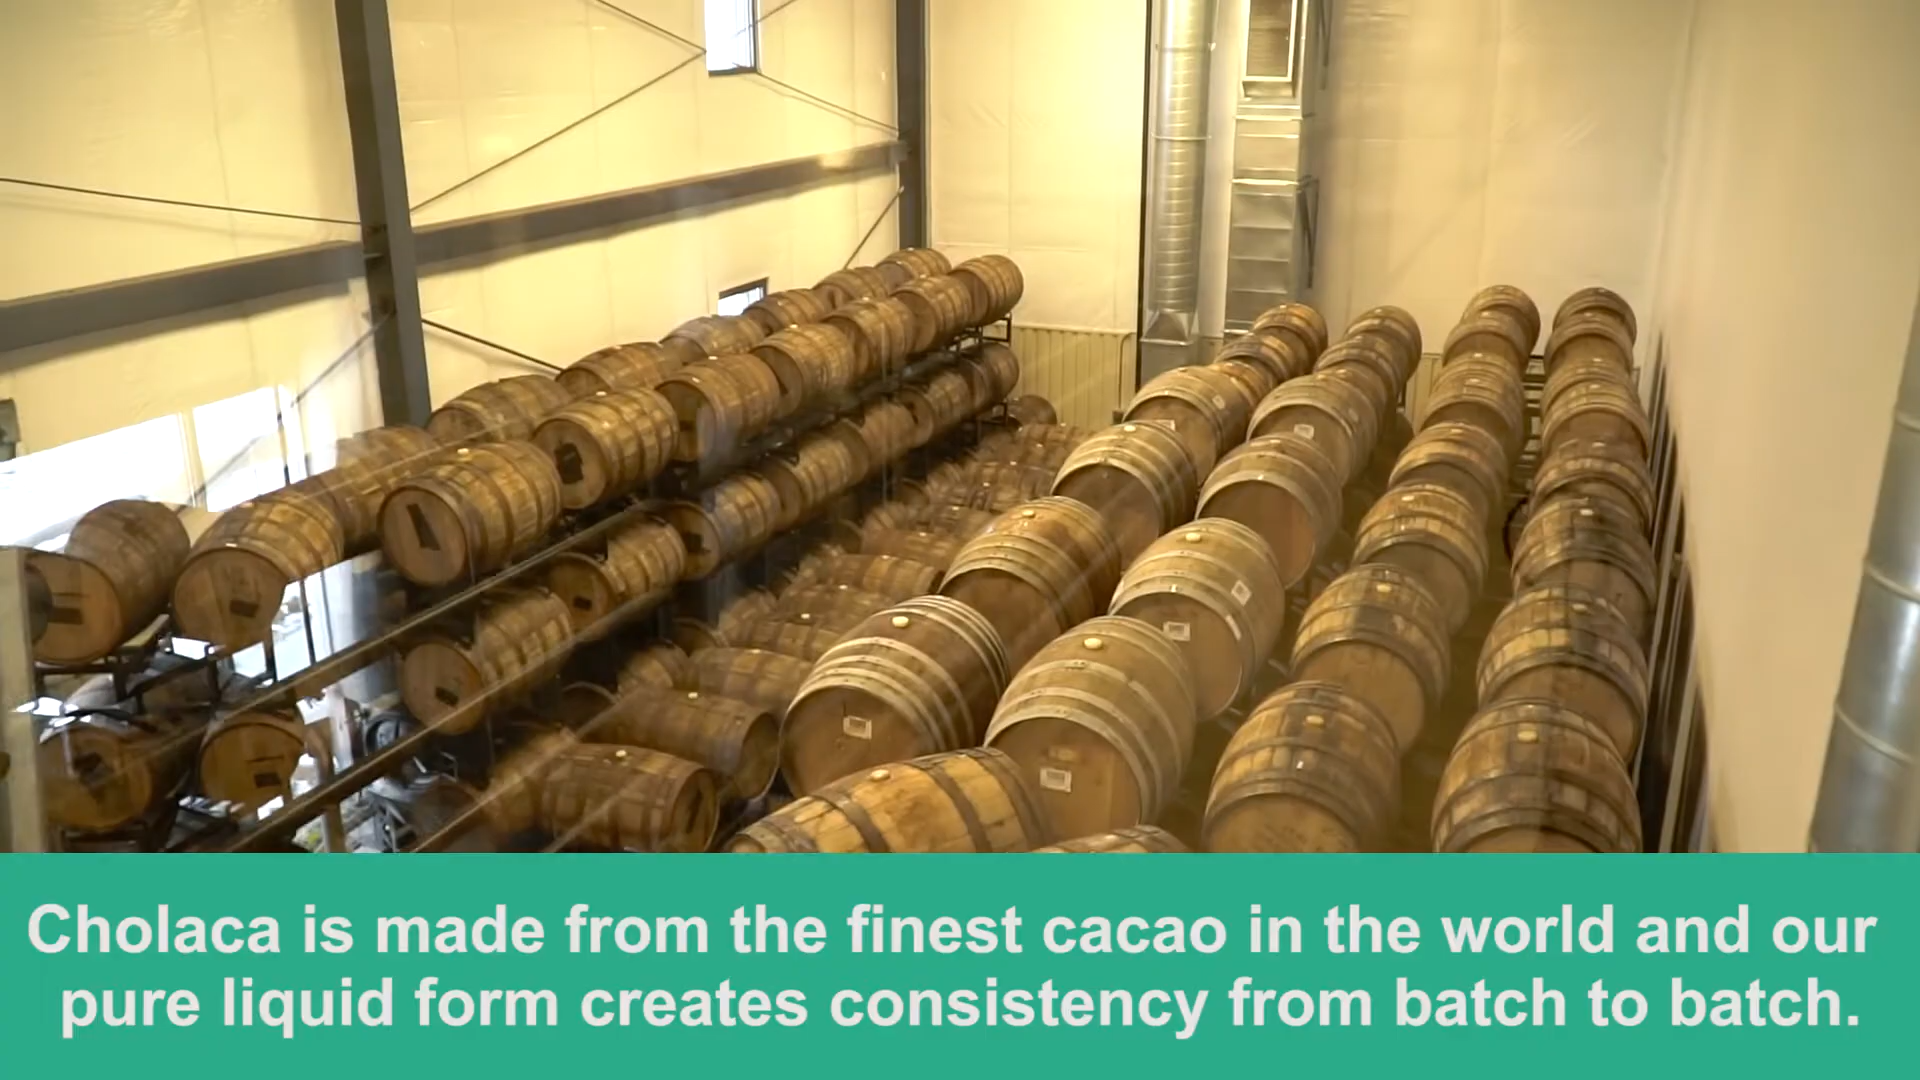 Cholaca is made from the finest cacao in the world and our
pure liquid form creates consistency from batch to batch.